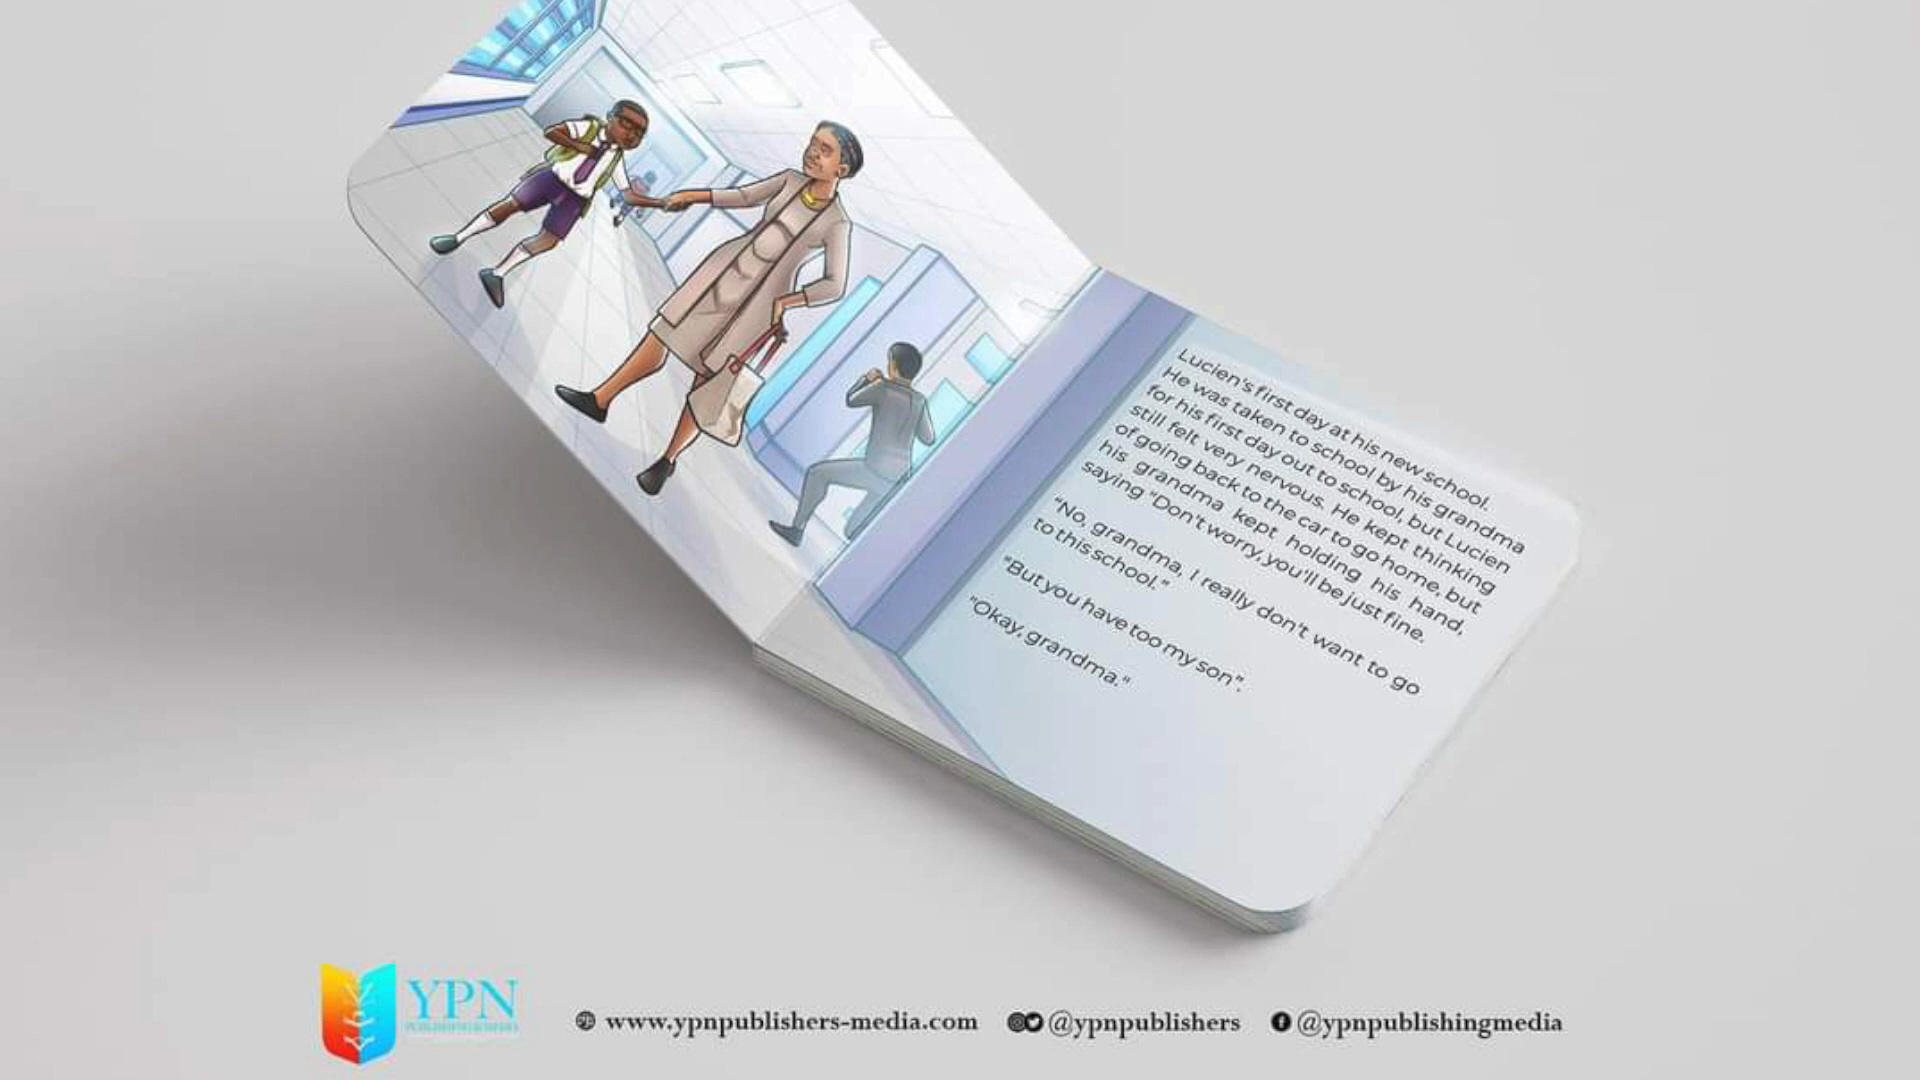 Lucien's first day at his new school.
He was taken to school by his grandma
for his first day out to school, but Lucien
still felt very nervous. He kept thinking
of going back to the car to go home, but
his grandma kept holding his hand,
saying “Don't worry, you'll be just fine.
“No, grandma, I really don't want to go
to this school.”
“But you have too my son”.
“Okay, grandma.”
YPN
PUBLISHING & MEDIA
www.ypnpublishers-media.com
@ypnpublishers
@ypnpublishingmedia